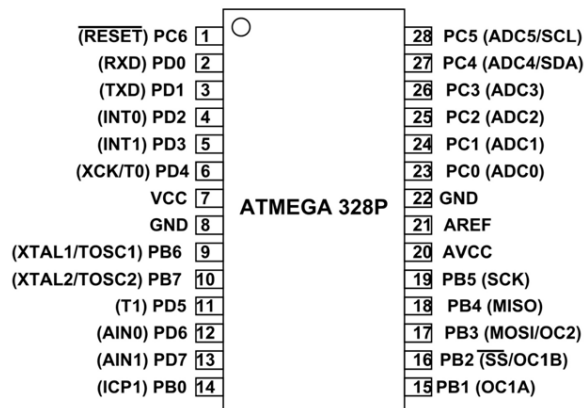 (RESET) PC6 1
(RXD) PD0 2
(TXD) PD1 3
(INT0) PD2 4
(INT1) PD3 5
(XCK/T0) PD4 6
VCC 7
GND 8
(XTAL1/TOSC1) PB6 9
(XTAL2/TOSC2) PB7 10
(T1) PD5 11
(AIN0) PD6 12
(AIN1) PD7 13
(ICP1) PB0 14
ATMEGA 328P
28 PC5 (ADC5/SCL)
27 PC4 (ADC4/SDA)
26 PC3 (ADC3)
25 PC2 (ADC2)
24 PC1 (ADC1)
23 PC0 (ADC0)
22 GND
21 AREF
20 AVCC
19 PB5 (SCK)
18 PB4 (MISO)
17 PB3 (MOSI/OC2)
16 PB2 (SS/OC1B)
15 PB1 (OC1A)